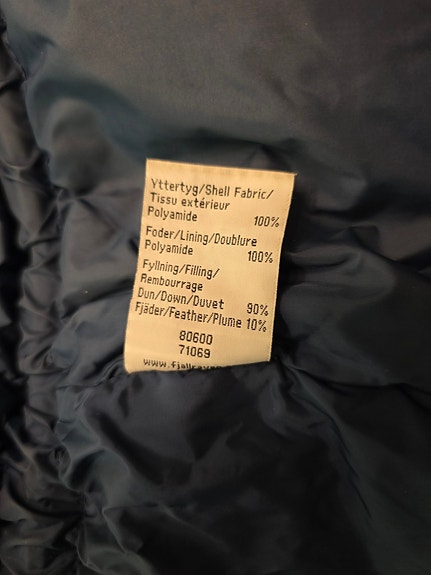 Yttertyg/Shell Fabric/
Tissu extérieur
Polyamide 100%
Foder/Lining/Doublure
Polyamide 100%
Fyllning/Filling/
Rembourrage
Dun/Down/Duvet 90%
Fjäder/Feather/Plume 10%
80600
71069